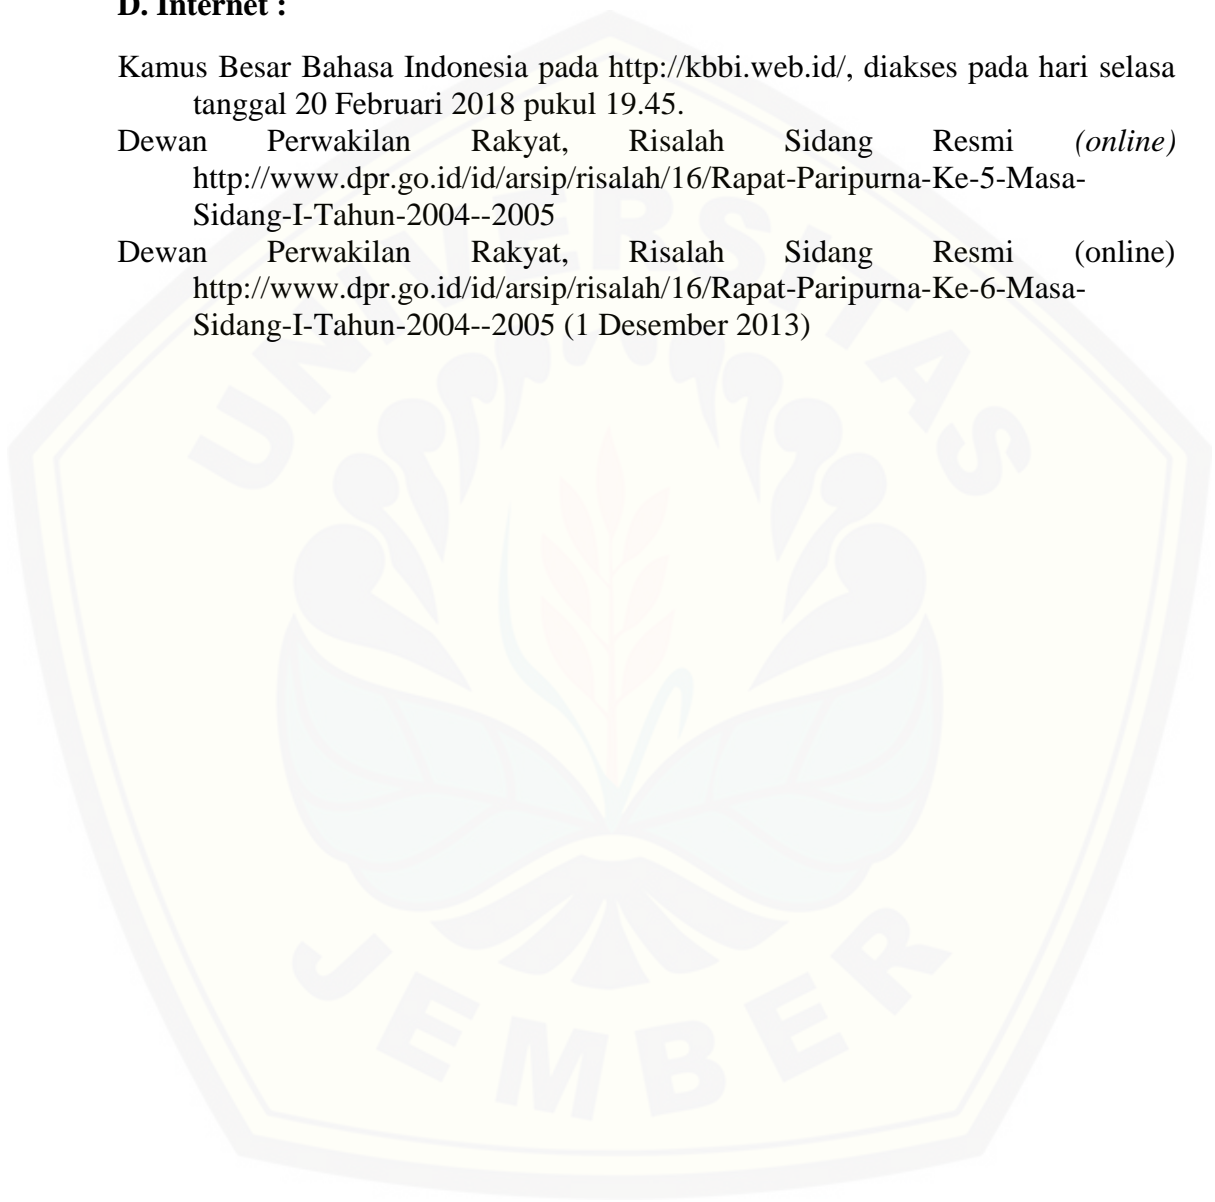 D. Internet :
Kamus Besar Bahasa Indonesia pada http://kbbi.web.id/, diakses pada hari selasa
tanggal 20 Februari 2018 pukul 19.45.
Dewan Perwakilan Rakyat, Risalah Sidang Resmi (online)
http://www.dpr.go.id/id/arsip/risalah/16/Rapat-Paripurna-Ke-5-Masa-
Sidang-I-Tahun-2004--2005
Dewan Perwakilan Rakyat, Risalah Sidang Resmi (online)
http://www.dpr.go.id/id/arsip/risalah/16/Rapat-Paripurna-Ke-6-Masa-
Sidang-I-Tahun-2004--2005 (1 Desember 2013)
UNIVERSITAS
JEMBER